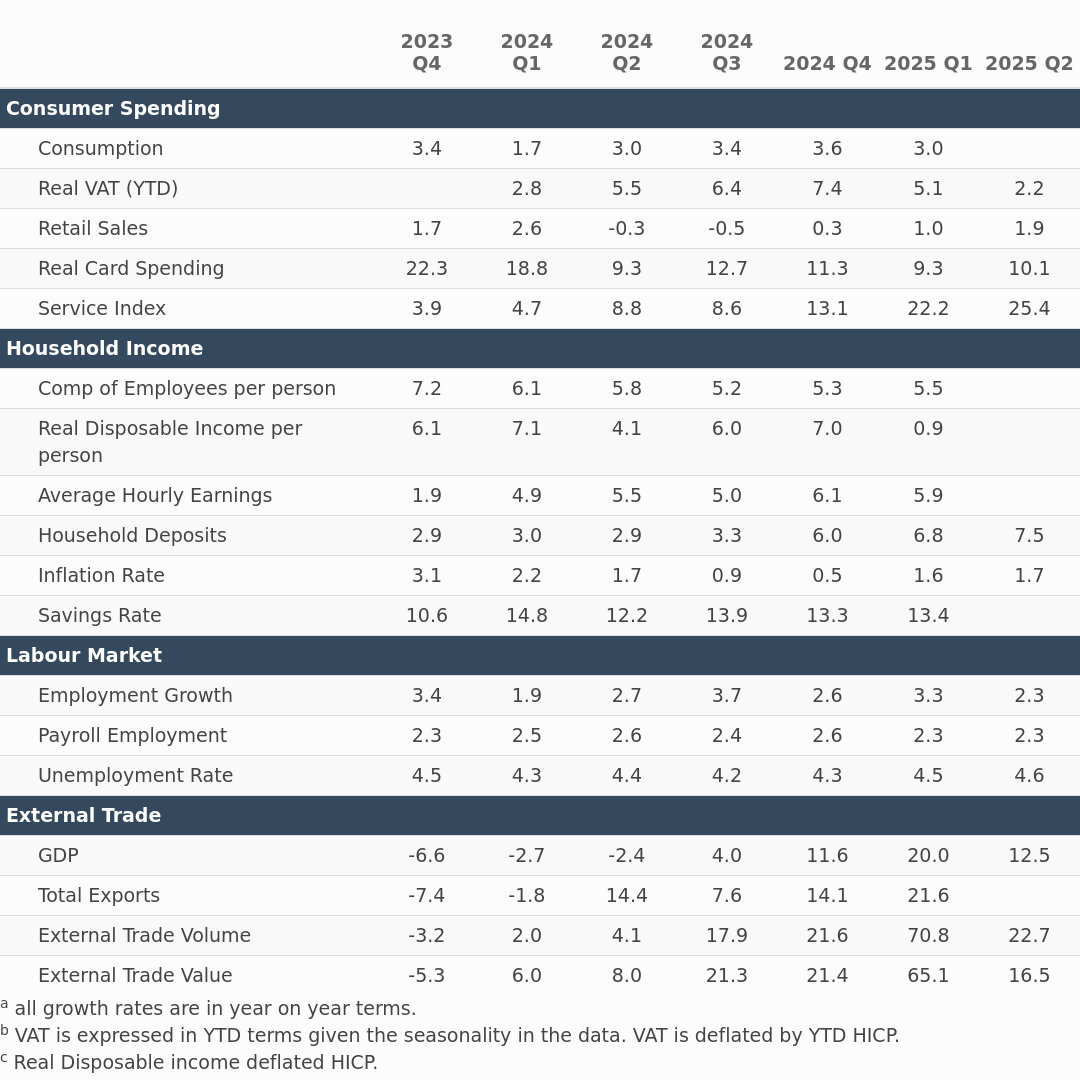 2023 Q4 2024 Q1 2024 Q2 2024 Q3 2024 Q4 2025 Q1 2025 Q2
Consumer Spending
Consumption 3.4 1.7 3.0 3.4 3.6 3.0
Real VAT (YTD) 2.8 5.5 6.4 7.4 5.1 2.2
Retail Sales 1.7 2.6 -0.3 -0.5 0.3 1.0 1.9
Real Card Spending 22.3 18.8 9.3 12.7 11.3 9.3 10.1
Service Index 3.9 4.7 8.8 8.6 13.1 22.2 25.4
Household Income
Comp of Employees per person 7.2 6.1 5.8 5.2 5.3 5.5
Real Disposable Income per person 6.1 7.1 4.1 6.0 7.0 0.9
Average Hourly Earnings 1.9 4.9 5.5 5.0 6.1 5.9
Household Deposits 2.9 3.0 2.9 3.3 6.0 6.8 7.5
Inflation Rate 3.1 2.2 1.7 0.9 0.5 1.6 1.7
Savings Rate 10.6 14.8 12.2 13.9 13.3 13.4
Labour Market
Employment Growth 3.4 1.9 2.7 3.7 2.6 3.3 2.3
Payroll Employment 2.3 2.5 2.6 2.4 2.6 2.3 2.3
Unemployment Rate 4.5 4.3 4.4 4.2 4.3 4.5 4.6
External Trade
GDP -6.6 -2.7 -2.4 4.0 11.6 20.0 12.5
Total Exports -7.4 -1.8 14.4 7.6 14.1 21.6
External Trade Volume -3.2 2.0 4.1 17.9 21.6 70.8 22.7
External Trade Value -5.3 6.0 8.0 21.3 21.4 65.1 16.5
a all growth rates are in year on year terms.
b VAT is expressed in YTD terms given the seasonality in the data. VAT is deflated by YTD HICP.
c Real Disposable income deflated HICP.